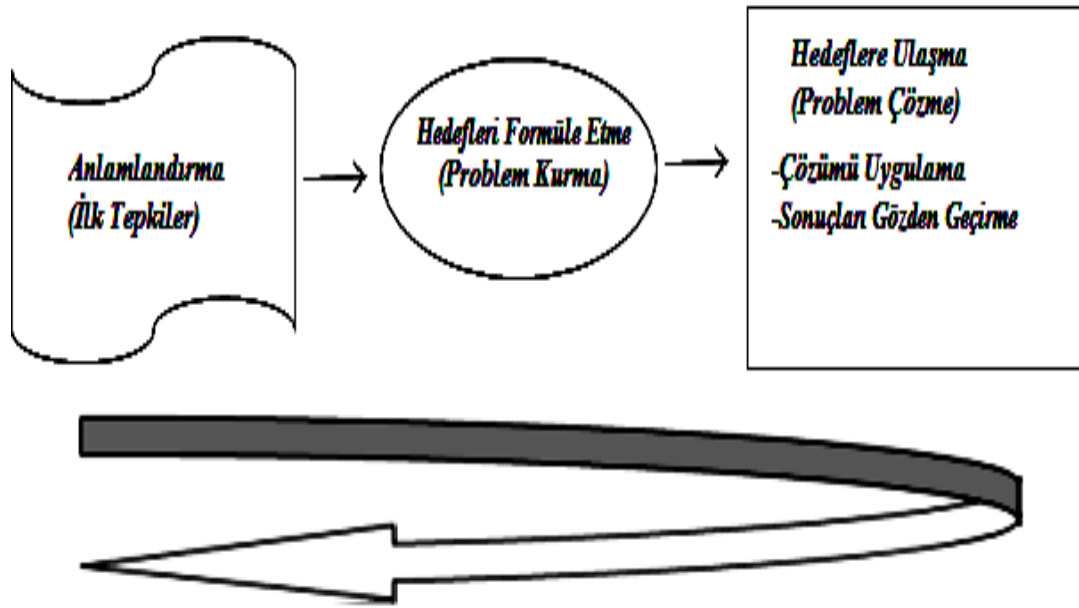 Anlamlandırma
(İlk Tepkiler)
Hedefleri Formüle Etme
(Problem Kurma)
Hedeflere Ulaşma
(Problem Çözme)
-Çözümü Uygulama
-Sonuçları Gözden Geçirme